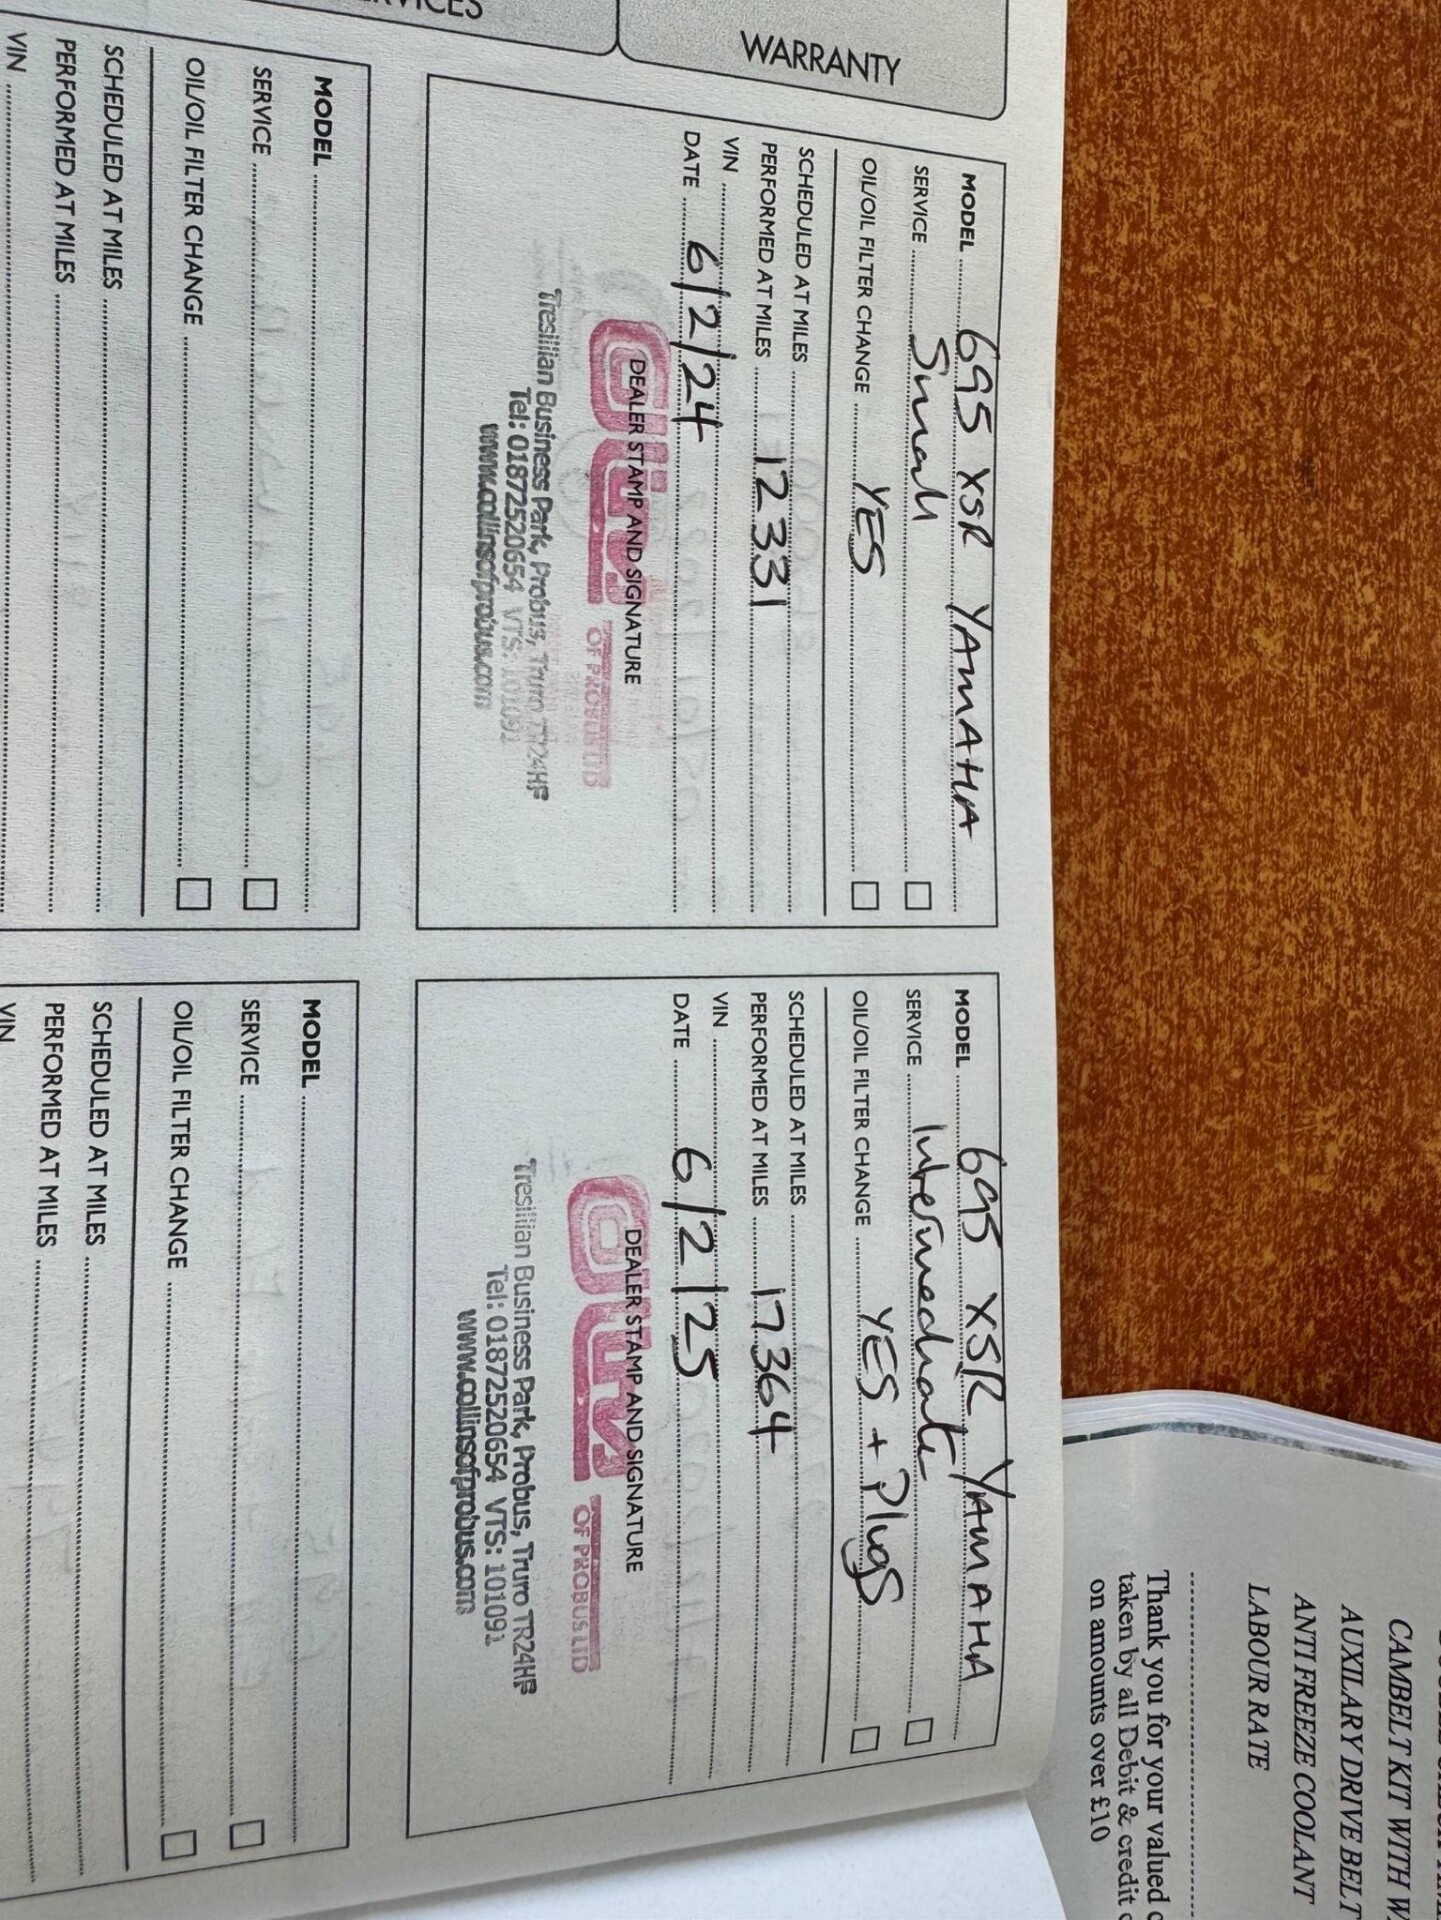 WARRANTY
MODEL 695 XSR YAMAHA
SERVICE Small
OIL/OIL FILTER CHANGE YES
SCHEDULED AT MILES
PERFORMED AT MILES 12331
VIN
DATE 6/2/24
DEALER STAMP AND SIGNATURE
OF PROBUS LTD
Tresillian Business Park, Probus, Truro TR24HP
Tel: 01872520654 VTS: 101091
www.collinsofprobus.com
MODEL 695 XSR YAMAHA
SERVICE Intermediate
OIL/OIL FILTER CHANGE YES + Plugs
SCHEDULED AT MILES
PERFORMED AT MILES 17364
VIN
DATE 6/2/25
DEALER STAMP AND SIGNATURE
OF PROBUS LTD
Tresillian Business Park, Probus, Truro TR24HP
Tel: 01872520654 VTS: 101091
www.collinsofprobus.com
MODEL
SERVICE
OIL/OIL FILTER CHANGE
SCHEDULED AT MILES
PERFORMED AT MILES
VIN
MODEL
SERVICE
OIL/OIL FILTER CHANGE
SCHEDULED AT MILES
PERFORMED AT MILES
VIN
CAMBELT KIT WITH
AUXILARY DRIVE BELT
ANTI FREEZE COOLANT
LABOUR RATE
Thank you for your valued
taken by all Debit & credit
on amounts over £10